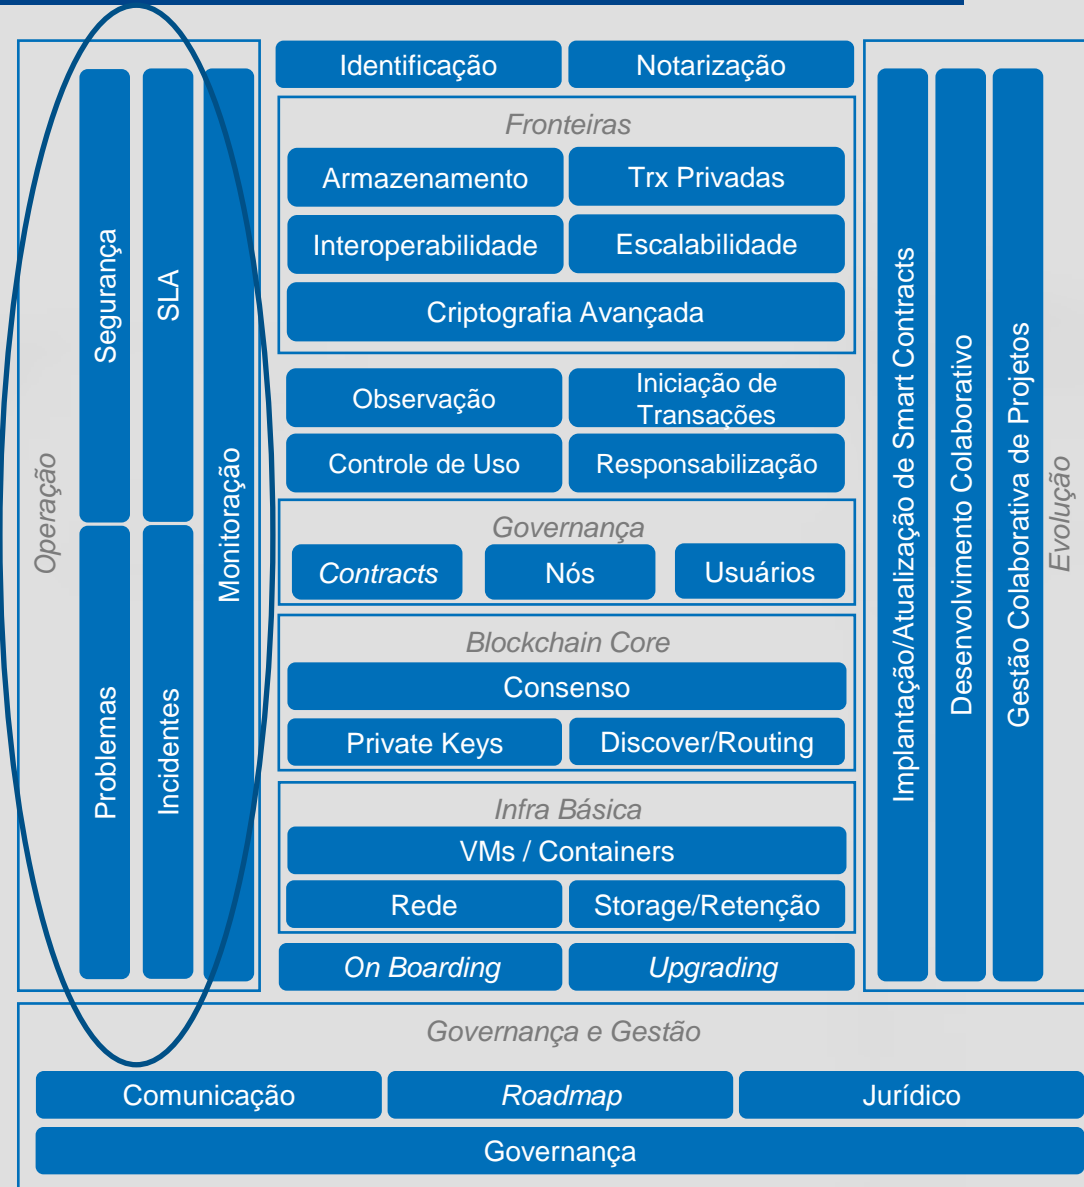 Operação
Segurança
SLA
Problemas
Incidentes
Monitoração
Identificação
Notarização
Fronteiras
Armazenamento
Trx Privadas
Interoperabilidade
Escalabilidade
Criptografia Avançada
Observação
Iniciação de
Transações
Controle de Uso
Responsabilização
Governança
Contracts
Nós
Usuários
Blockchain Core
Consenso
Private Keys
Discover/Routing
Infra Básica
VMs / Containers
Rede
Storage/Retenção
On Boarding
Upgrading
Implantação/Atualização de Smart Contracts
Desenvolvimento Colaborativo
Gestão Colaborativa de Projetos
Evolução
Governança e Gestão
Comunicação
Roadmap
Jurídico
Governança